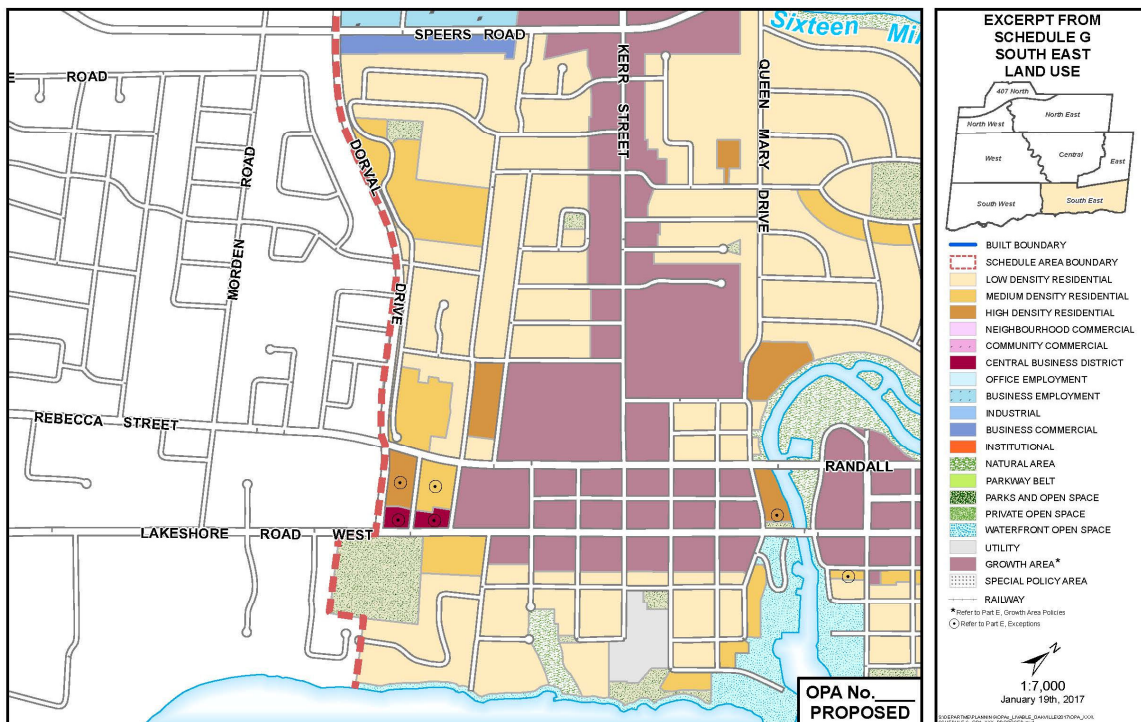 Sixteen Mi
SPEERS ROAD
ROAD
KERR STREET
QUEEN MARY DRIVE
DORVAL DRIVE
MORDEN ROAD
REBECCA STREET
RANDALL
LAKESHORE ROAD WEST
OPA No.___
PROPOSED
EXCERPT FROM
SCHEDULE G
SOUTH EAST
LAND USE
407 North
North West
North East
West
Central
East
South West
South East
BUILT BOUNDARY
SCHEDULE AREA BOUNDARY
LOW DENSITY RESIDENTIAL
MEDIUM DENSITY RESIDENTIAL
HIGH DENSITY RESIDENTIAL
NEIGHBOURHOOD COMMERCIAL
COMMUNITY COMMERCIAL
CENTRAL BUSINESS DISTRICT
OFFICE EMPLOYMENT
BUSINESS EMPLOYMENT
INDUSTRIAL
BUSINESS COMMERCIAL
INSTITUTIONAL
NATURAL AREA
PARKWAY BELT
PARKS AND OPEN SPACE
PRIVATE OPEN SPACE
WATERFRONT OPEN SPACE
UTILITY
GROWTH AREA*
SPECIAL POLICY AREA
RAILWAY
* Refer to Part E, Growth Area Policies
Refer to Part E, Exceptions
N
1:7,000
January 19th, 2017